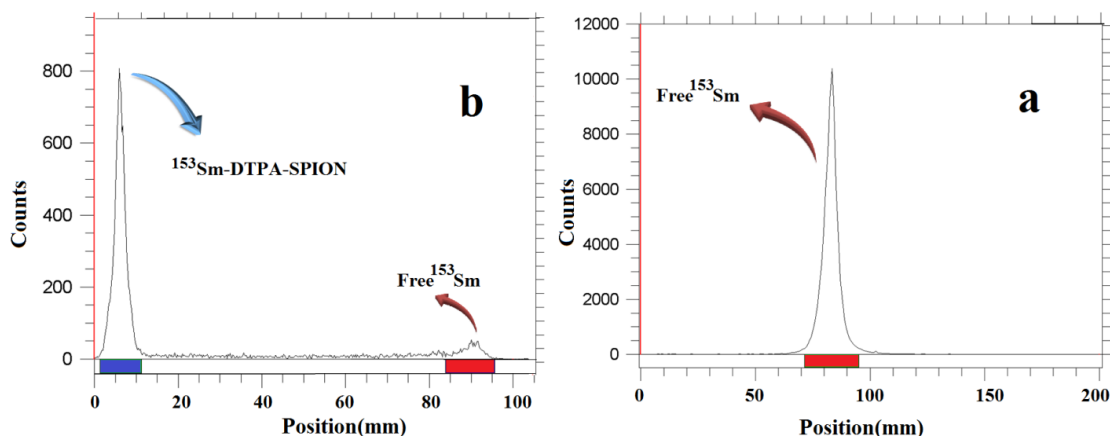 b
800
600
400
200
0
Counts
¹⁵³Sm-DTPA-SPION
Free¹⁵³Sm
0 20 40 60 80 100
Position(mm)
a
12000
10000
8000
6000
4000
2000
0
Counts
Free¹⁵³Sm
0 50 100 150 200
Position(mm)